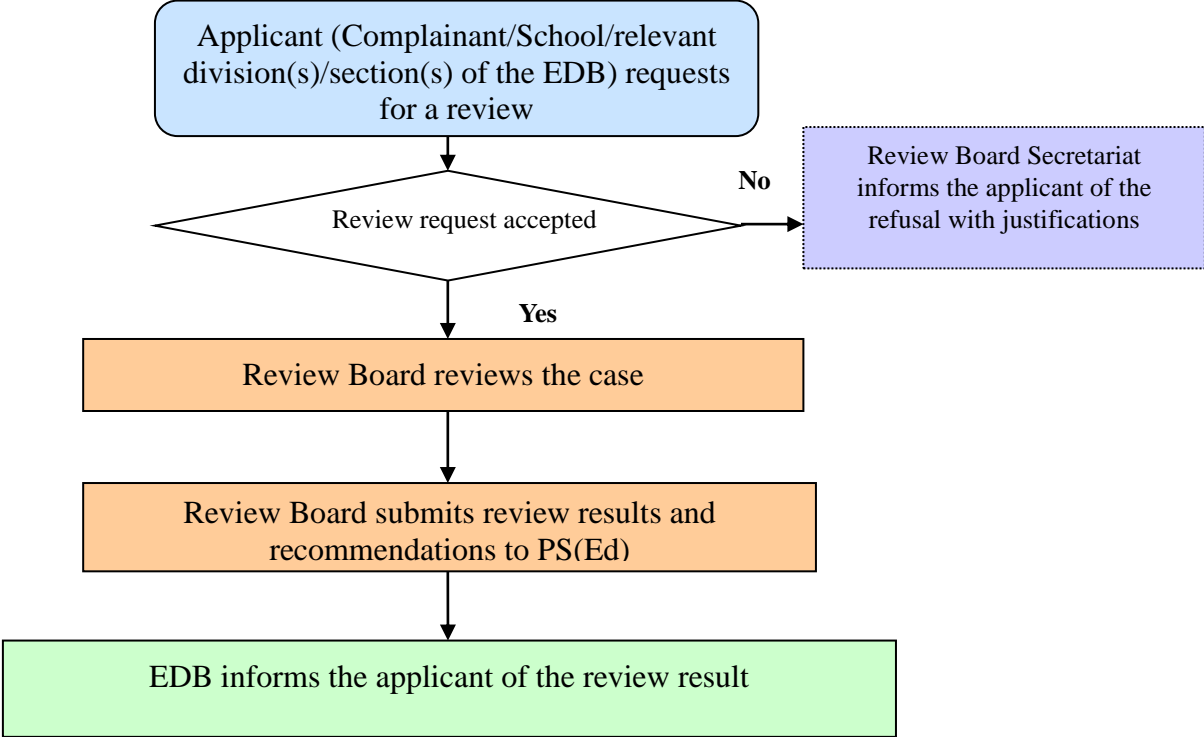 Applicant (Complainant/School/relevant
division(s)/section(s) of the EDB) requests
for a review
Review Board Secretariat
informs the applicant of the
refusal with justifications
No
Review request accepted
Yes
Review Board reviews the case
Review Board submits review results and
recommendations to PS(Ed)
EDB informs the applicant of the review result